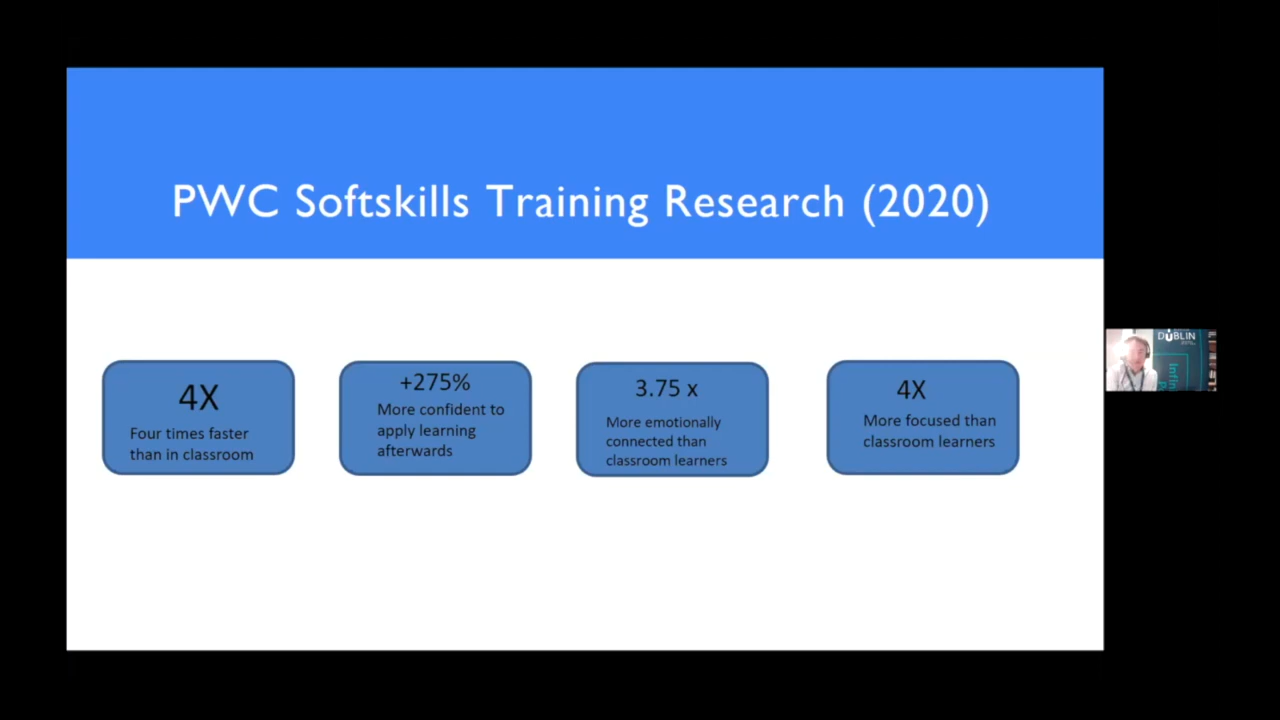 PWC Softskills Training Research (2020)
4X
Four times faster
than in classroom
+275%
More confident to
apply learning
afterwards
3.75 x
More emotionally
connected than
classroom learners
4X
More focused than
classroom learners
DUBLIN